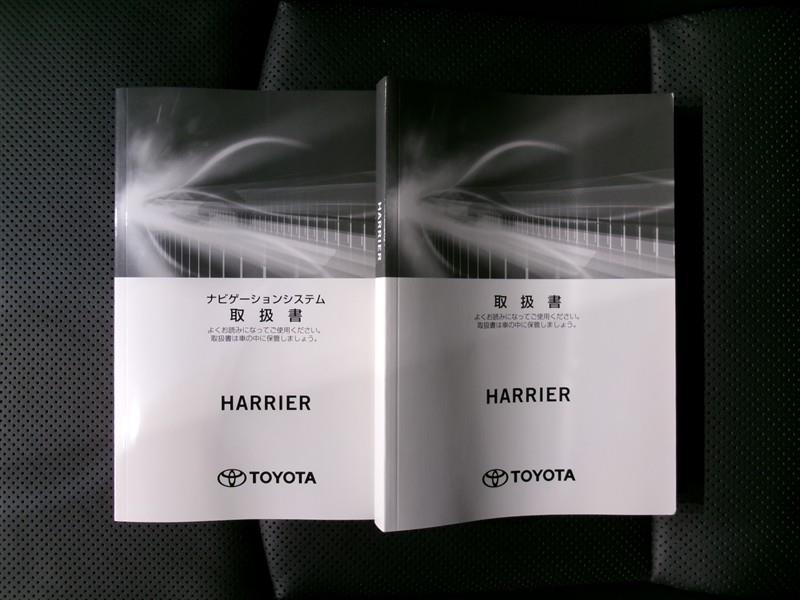 ナビゲーションシステム
取扱書
よくお読みになってご使用ください。
取扱書は車の中に保管しましょう。
HARRIER
TOYOTA
HARRIER
取扱書
よくお読みになってご使用ください。
取扱書は車の中に保管しましょう。
HARRIER
TOYOTA